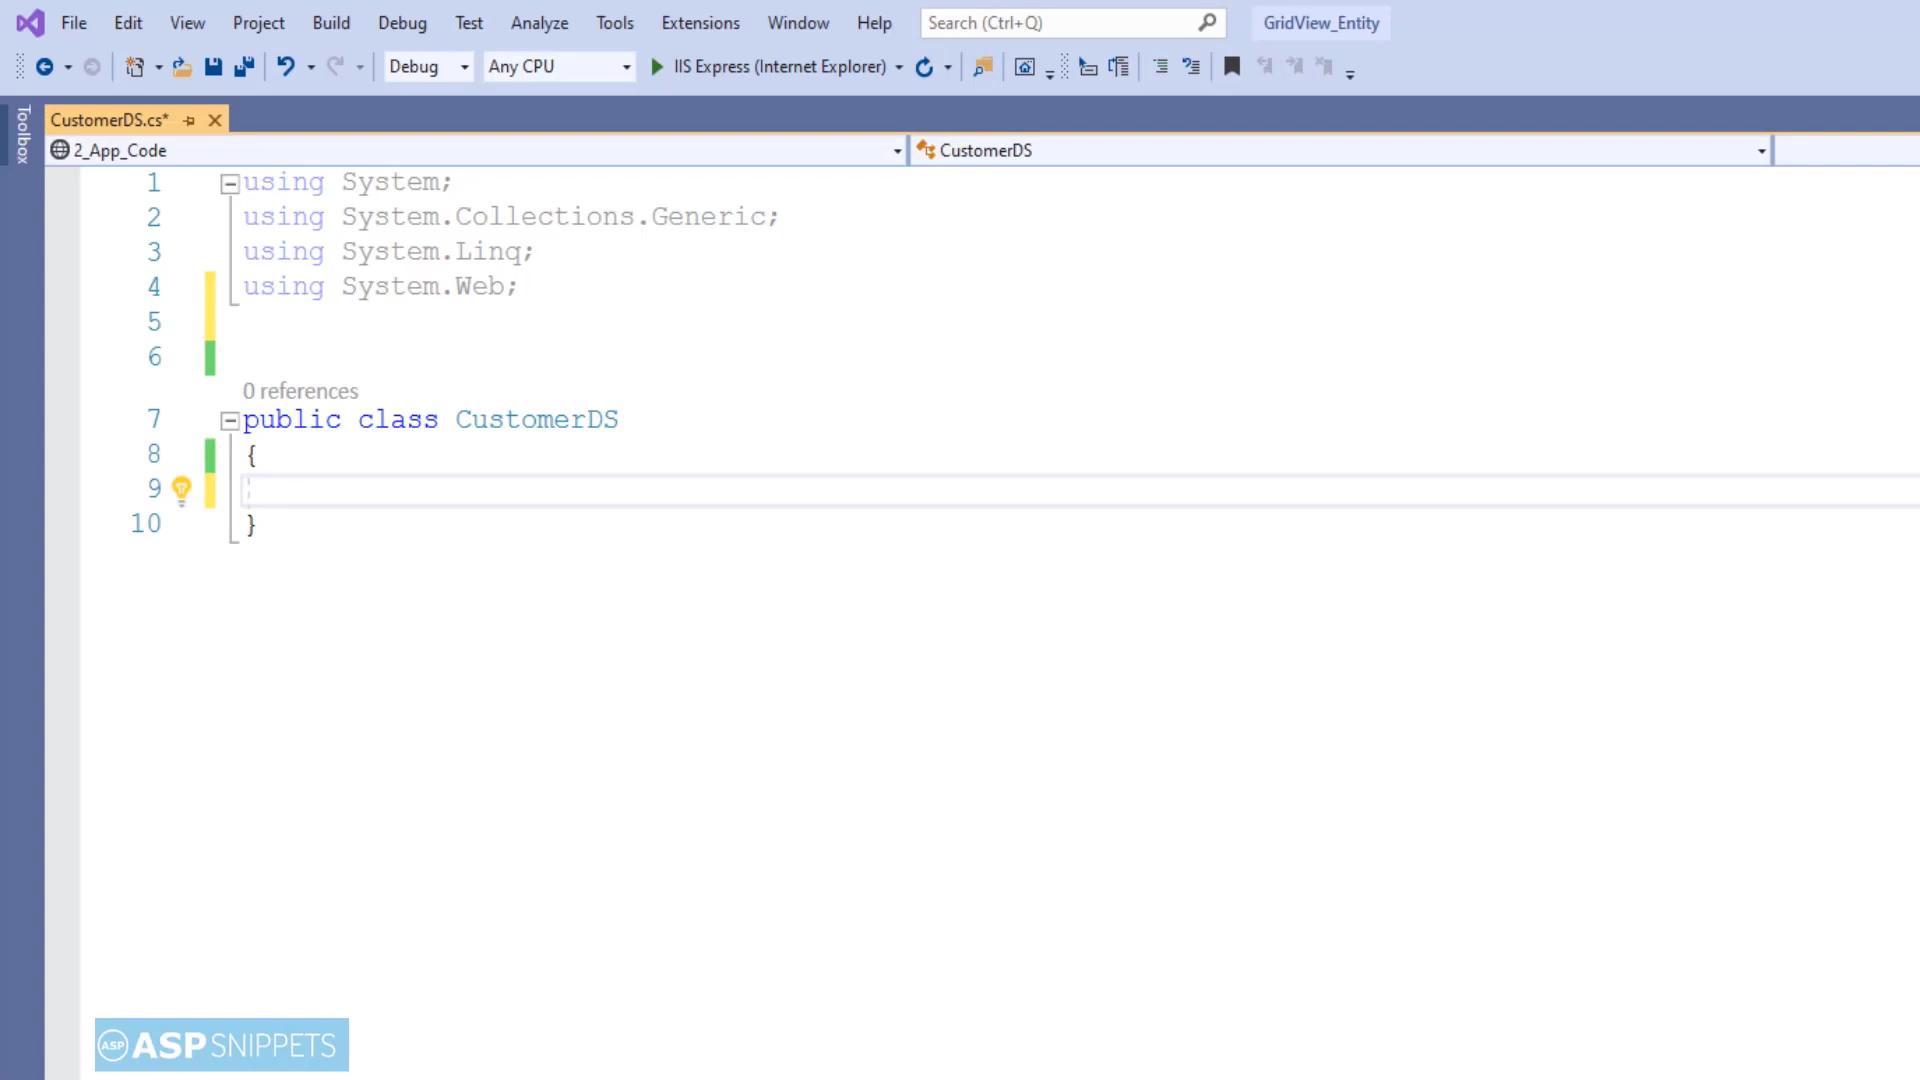 File Edit View Project Build Debug Test Analyze Tools Extensions Window Help Search (Ctrl+Q) GridView_Entity
Debug Any CPU IIS Express (Internet Explorer)
Toolbox
CustomerDS.cs*
2_App_Code CustomerDS
1 using System;
2 using System.Collections.Generic;
3 using System.Linq;
4 using System.Web;
5
6
0 references
7 public class CustomerDS
8 {
9
10 }
ASP ASPSNIPPETS